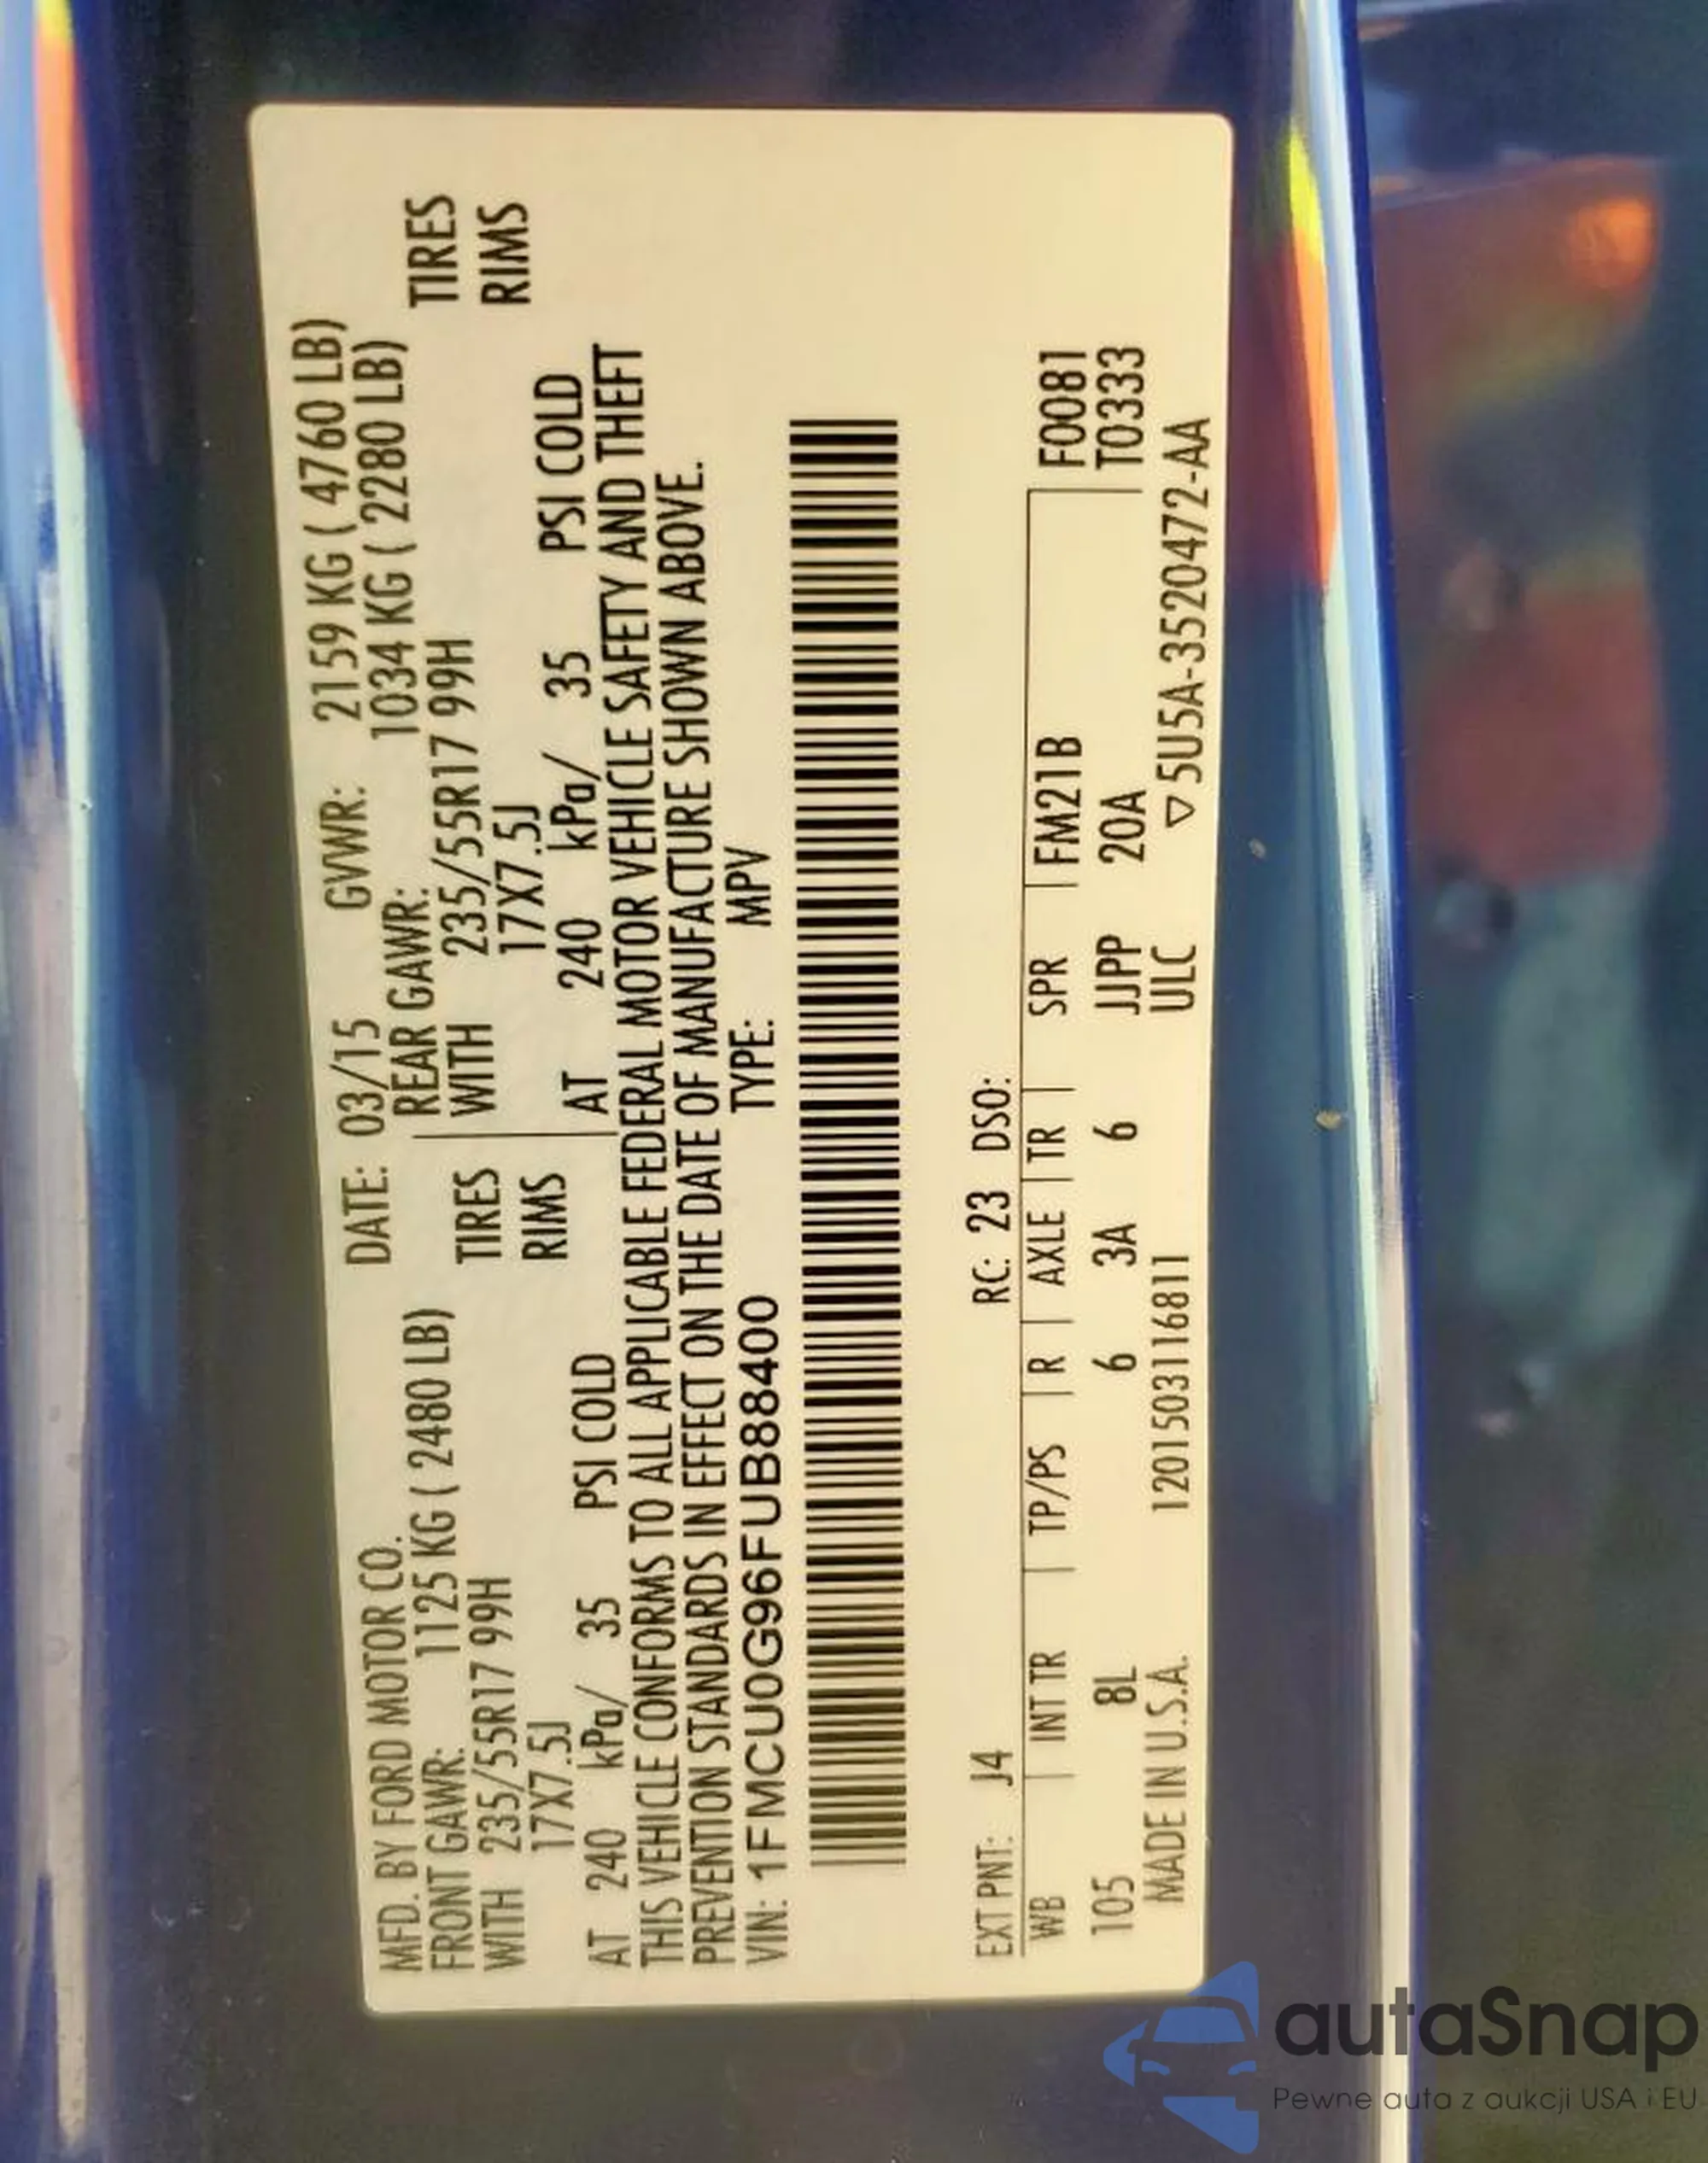 MFD. BY FORD MOTOR CO. DATE: 03/15 GVWR: 2159 KG ( 4760 LB)
FRONT GAWR: 1125 KG ( 2480 LB) REAR GAWR: 1034 KG ( 2280 LB)
WITH 235/55R17 99H TIRES WITH 235/55R17 99H TIRES
17X7.5J RIMS 17X7.5J RIMS
AT 240 kPa/ 35 PSI COLD AT 240 kPa/ 35 PSI COLD
THIS VEHICLE CONFORMS TO ALL APPLICABLE FEDERAL MOTOR VEHICLE SAFETY AND THEFT
PREVENTION STANDARDS IN EFFECT ON THE DATE OF MANUFACTURE SHOWN ABOVE.
VIN: 1FMCU0G96FUB88400 TYPE: MPV
EXT PNT: J4 RC: 23 DSO:
WB INT TR TP/PS R AXLE TR SPR FM21B F0081
105 8L 6 3A 6 JJPP 20A T0333
MADE IN U.S.A. 120150311681​1 ULC ▽5U5A-3520472-AA
autaSnap
Pewne auta z aukcji USA i EU